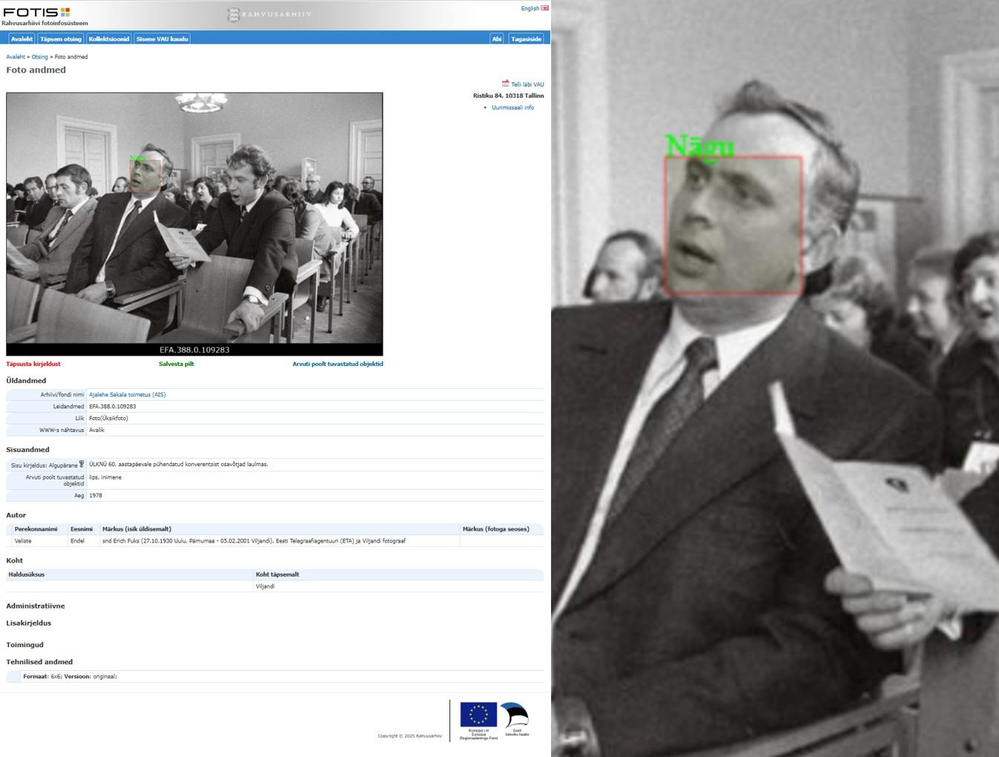 FOTIS
Rahvusarhiivi fotoinfosüsteem
RAHVUSARHIIV
English
Avaleht
Täpsem otsing
Kollektsioonid
Sisene VAU kaudu
Abi
Tagasiside
Avaleht » Otsing » Foto andmed
Foto andmed
Telli läbi VAU
Ristiku 84, 10318 Tallinn
• Uurimissaali info
Nägu
EFA.388.0.109283
Täpsusta kirjeldust
Salvesta pilt
Arvuti poolt tuvastatud objektid
Üldandmed
Arhiivi/fondi nimi Ajalehe Sakala toimetus (AIS)
Leidandmed EFA.388.0.109283
Liik Foto(Üksikfoto)
WWW-s nähtavus Avalik
Sisuandmed
Sisu kirjeldus: Algupärane ÜLKNÜ 60. aastapäevale pühendatud konverentsist osavõtjad laulmas.
Arvuti poolt tuvastatud objektid lips, inimene
Aeg 1978
Autor
Perekonnanimi Eesnimi Märkus (isik üldisemalt) Märkus (fotoga seoses)
Veliste Endel snd Erich Fuks (27.10.1930 Uulu, Pärnumaa - 05.02.2001 Viljandi), Eesti Telegraafiagentuuri (ETA) ja Viljandi fotograaf
Koht
Haldusüksus Koht täpsemalt
Viljandi
Administratiivne
Lisakirjeldus
Toimingud
Tehnilised andmed
Formaat: 6x6; Versioon: originaal;
Copyright © 2025 Rahvusarhiiv
Euroopa Liit
Euroopa
Regionaalarengu Fond
Eesti
tuleviku heaks
Nägu